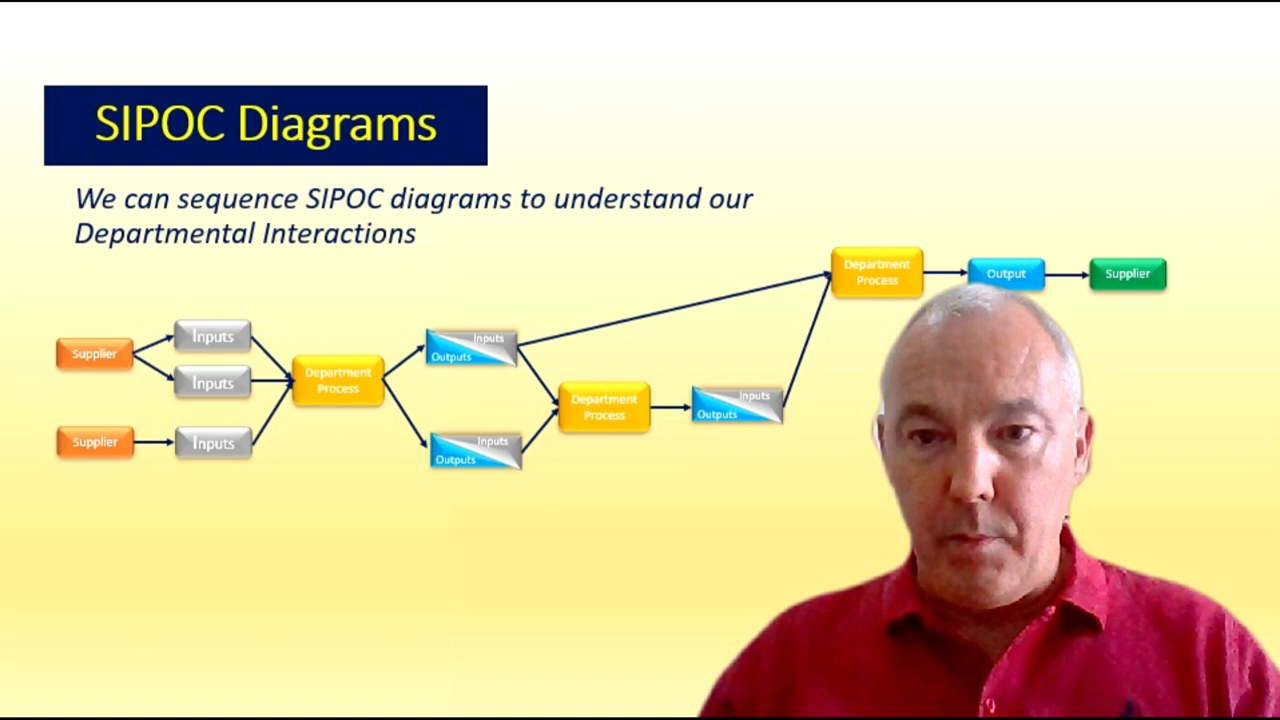 SIPOC Diagrams
We can sequence SIPOC diagrams to understand our
Departmental Interactions
Department
Process
Output
Supplier
Supplier
Inputs
Inputs
Department
Process
Inputs
Outputs
Department
Process
Inputs
Outputs
Supplier
Inputs
Inputs
Outputs